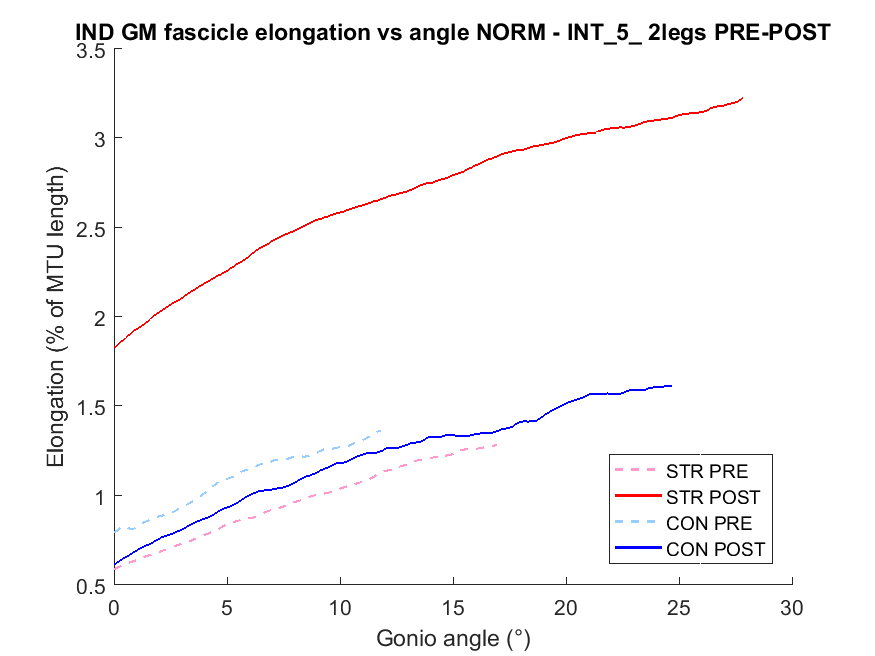 IND GM fascicle elongation vs angle NORM - INT_5_ 2legs PRE-POST
Elongation (% of MTU length)
3.5
3
2.5
2
1.5
1
0.5
0
5
10
15
20
25
30
Gonio angle (°)
STR PRE
STR POST
CON PRE
CON POST